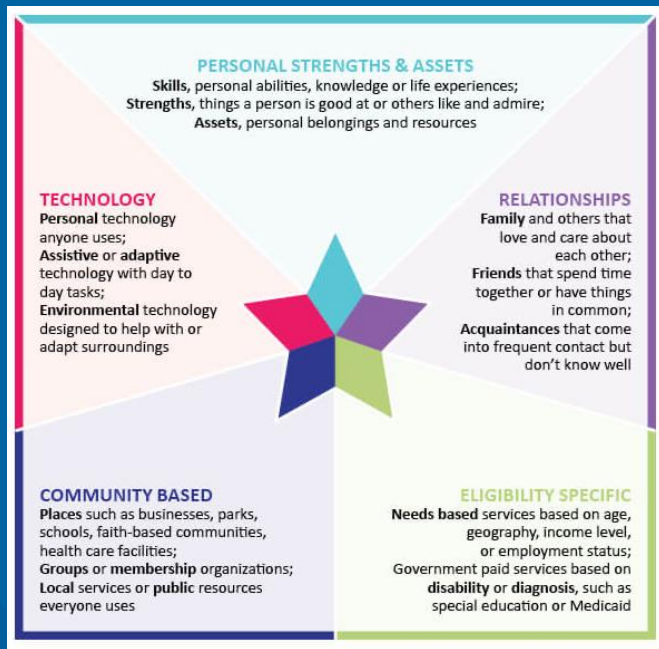 PERSONAL STRENGTHS & ASSETS
Skills, personal abilities, knowledge or life experiences;
Strengths, things a person is good at or others like and admire;
Assets, personal belongings and resources
TECHNOLOGY
Personal technology
anyone uses;
Assistive or adaptive
technology with day to
day tasks;
Environmental technology
designed to help with or
adapt surroundings
RELATIONSHIPS
Family and others that
love and care about
each other;
Friends that spend time
together or have things
in common;
Acquaintances that come
into frequent contact but
don't know well
COMMUNITY BASED
Places such as businesses, parks,
schools, faith-based communities,
health care facilities;
Groups or membership organizations;
Local services or public resources
everyone uses
ELIGIBILITY SPECIFIC
Needs based services based on age,
geography, income level,
or employment status;
Government paid services based on
disability or diagnosis, such as
special education or Medicaid